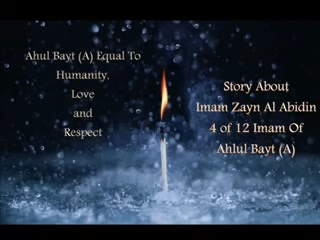 Ahul Bayt (A) Equal To
Humanity,
Love
and
Respect
Story About
Imam Zayn Al Abidin
4 of 12 Imam Of
Ahlul Bayt (A)